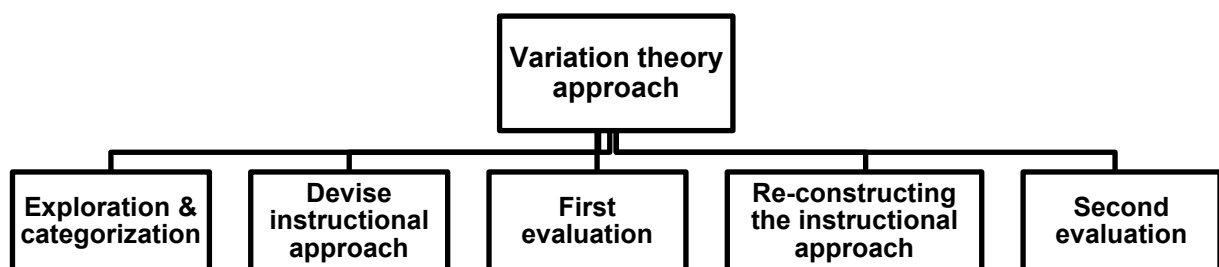 Variation theory
approach
Exploration &
categorization
Devise
instructional
approach
First
evaluation
Re-constructing
the instructional
approach
Second
evaluation